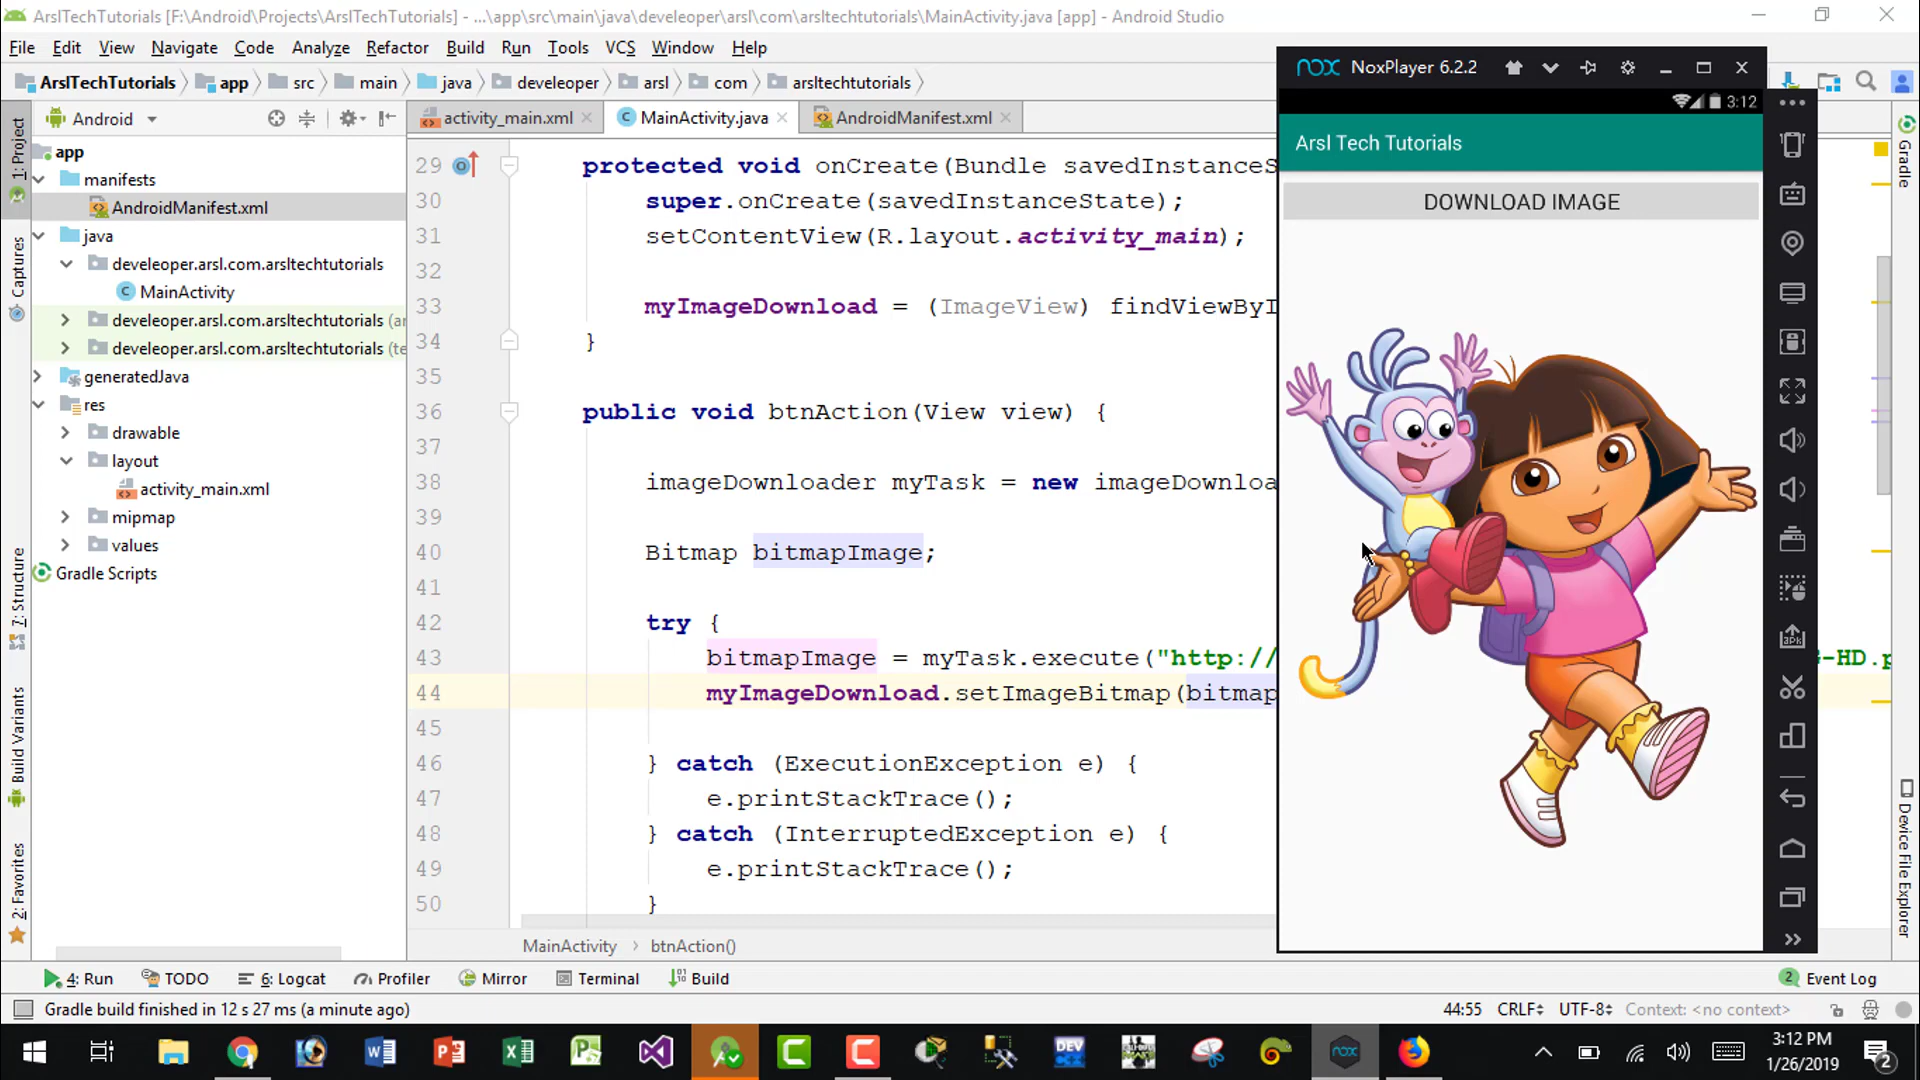 ArslTechTutorials [F:\Android\Projects\ArslTechTutorials] - ...\app\src\main\java\develeoper\arsl\com\arsltechtutorials\MainActivity.java [app] - Android Studio
File Edit View Navigate Code Analyze Refactor Build Run Tools VCS Window Help
ArslTechTutorials app src main java develeoper arsl com arsltechtutorials
Android
activity_main.xml MainActivity.java AndroidManifest.xml
1: Project
Captures
7: Structure
Build Variants
2: Favorites
app
manifests
AndroidManifest.xml
java
develeoper.arsl.com.arsltechtutorials
MainActivity
develeoper.arsl.com.arsltechtutorials (a
develeoper.arsl.com.arsltechtutorials (te
generatedJava
res
drawable
layout
activity_main.xml
mipmap
values
Gradle Scripts
29 protected void onCreate(Bundle savedInstanceS
30 super.onCreate(savedInstanceState);
31 setContentView(R.layout.activity_main);
32
33 myImageDownload = (ImageView) findViewByI
34 }
35
36 public void btnAction(View view) {
37
38 imageDownloader myTask = new imageDownloa
39
40 Bitmap bitmapImage;
41
42 try {
43 bitmapImage = myTask.execute("http:// G-HD.p
44 myImageDownload.setImageBitmap(bitmap
45
46 } catch (ExecutionException e) {
47 e.printStackTrace();
48 } catch (InterruptedException e) {
49 e.printStackTrace();
50 }
MainActivity › btnAction()
nox NoxPlayer 6.2.2
3:12
Arsl Tech Tutorials
DOWNLOAD IMAGE
Gradle
Device File Explorer
4: Run TODO 6: Logcat Profiler Mirror Terminal Build 2 Event Log
Gradle build finished in 12 s 27 ms (a minute ago) 44:55 CRLF UTF-8 Context: <no context>
DEV
nox
3:12 PM
1/26/2019
2